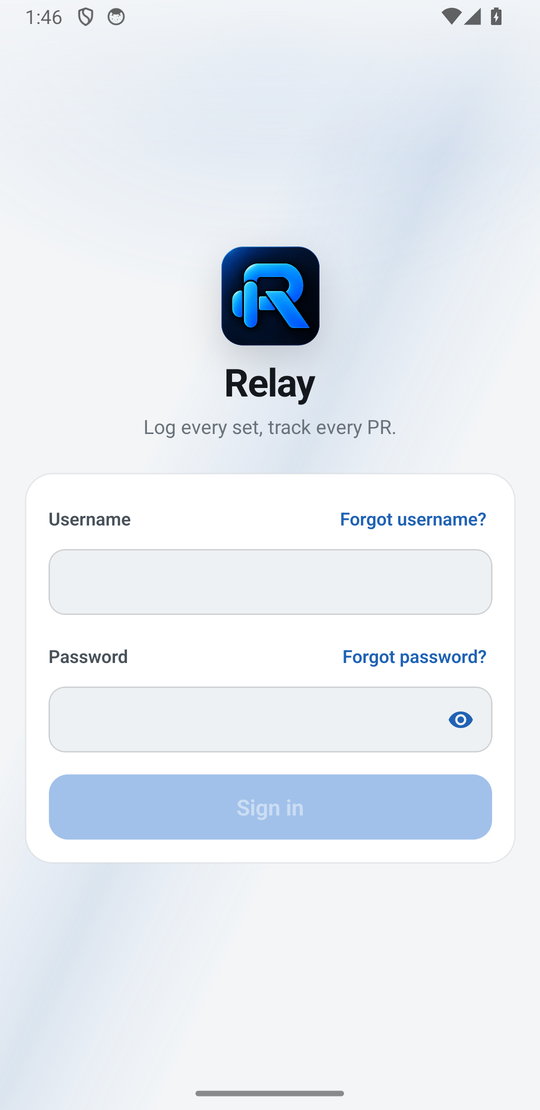 1:46
Relay
Log every set, track every PR.
Username
Forgot username?
Password
Forgot password?
Sign in